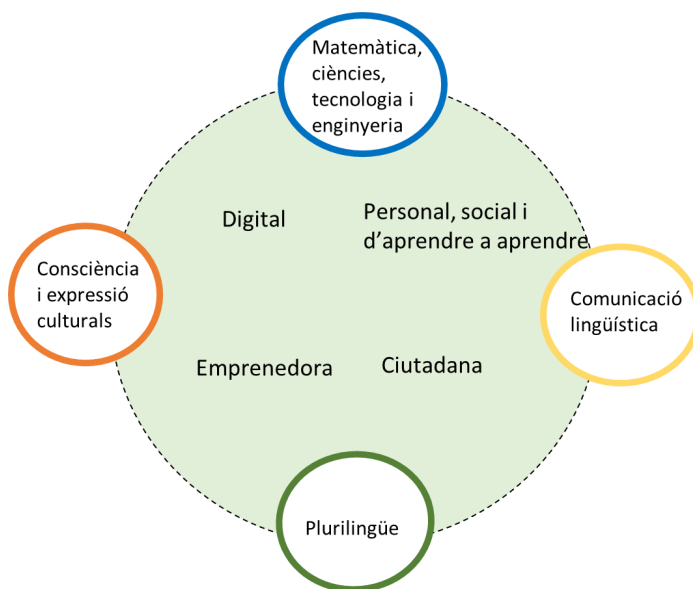 Matemàtica,
ciències,
tecnologia i
enginyeria
Digital
Personal, social i
d’aprendre a aprendre
Consciència
i expressió
culturals
Comunicació
lingüística
Emprenedora
Ciutadana
Plurilingüe